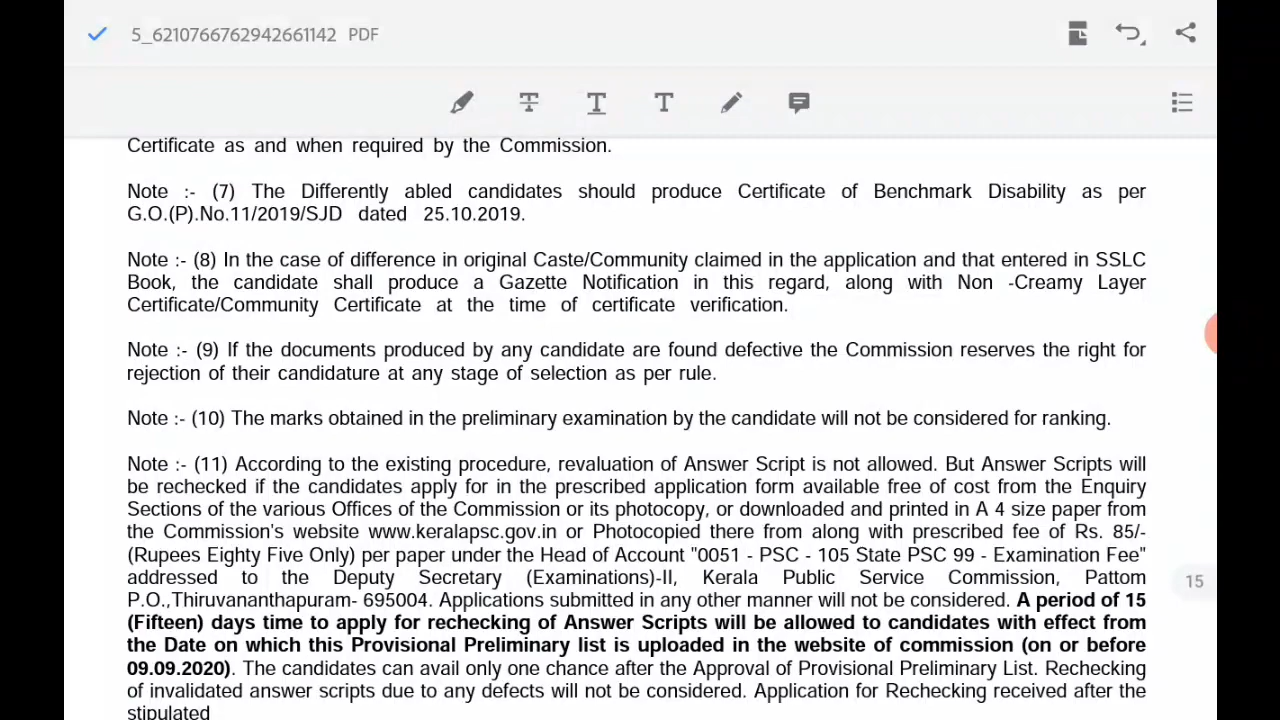 5_6210766762942661142 PDF
Certificate as and when required by the Commission.
Note :- (7) The Differently abled candidates should produce Certificate of Benchmark Disability as per
G.O.(P).No.11/2019/SJD dated 25.10.2019.
Note :- (8) In the case of difference in original Caste/Community claimed in the application and that entered in SSLC
Book, the candidate shall produce a Gazette Notification in this regard, along with Non -Creamy Layer
Certificate/Community Certificate at the time of certificate verification.
Note :- (9) If the documents produced by any candidate are found defective the Commission reserves the right for
rejection of their candidature at any stage of selection as per rule.
Note :- (10) The marks obtained in the preliminary examination by the candidate will not be considered for ranking.
Note :- (11) According to the existing procedure, revaluation of Answer Script is not allowed. But Answer Scripts will
be rechecked if the candidates apply for in the prescribed application form available free of cost from the Enquiry
Sections of the various Offices of the Commission or its photocopy, or downloaded and printed in A 4 size paper from
the Commission's website www.keralapsc.gov.in or Photocopied there from along with prescribed fee of Rs. 85/-
(Rupees Eighty Five Only) per paper under the Head of Account "0051 - PSC - 105 State PSC 99 - Examination Fee"
addressed to the Deputy Secretary (Examinations)-II, Kerala Public Service Commission, Pattom
P.O.,Thiruvananthapuram- 695004. Applications submitted in any other manner will not be considered. A period of 15
(Fifteen) days time to apply for rechecking of Answer Scripts will be allowed to candidates with effect from
the Date on which this Provisional Preliminary list is uploaded in the website of commission (on or before
09.09.2020). The candidates can avail only one chance after the Approval of Provisional Preliminary List. Rechecking
of invalidated answer scripts due to any defects will not be considered. Application for Rechecking received after the
stipulated
15